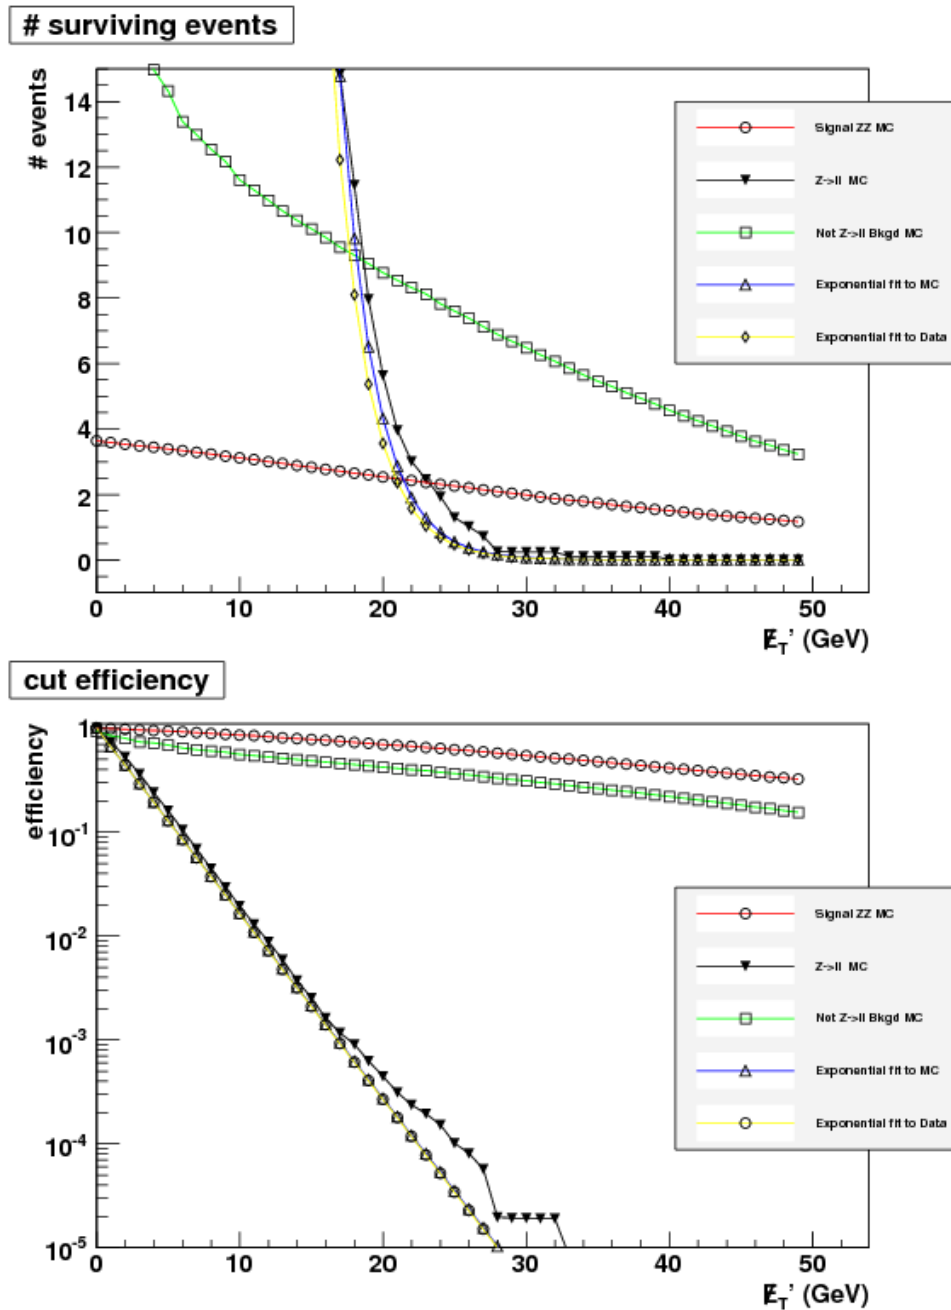 # surviving events
# events
14
12
10
8
6
4
2
0
0 10 20 30 40 50
E̸_T' (GeV)
Signal ZZ MC
Z->ll MC
Not Z->ll Bkgd MC
Exponential fit to MC
Exponential fit to Data
cut efficiency
efficiency
1
10^-1
10^-2
10^-3
10^-4
10^-5
0 10 20 30 40 50
E̸_T' (GeV)
Signal ZZ MC
Z->ll MC
Not Z->ll Bkgd MC
Exponential fit to MC
Exponential fit to Data